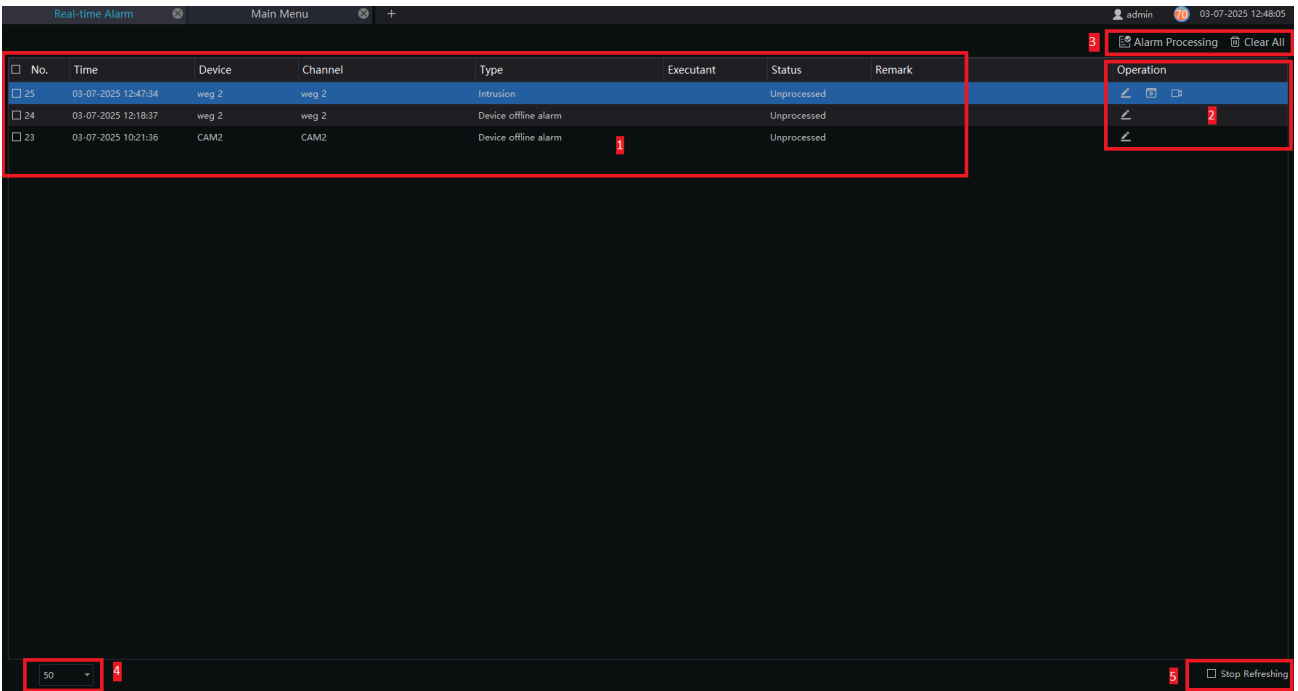 Real-time Alarm Main Menu + admin 70 03-07-2025 12:48:05
3 Alarm Processing Clear All
No. Time Device Channel Type Executant Status Remark Operation
25 03-07-2025 12:47:34 weg 2 weg 2 Intrusion Unprocessed
24 03-07-2025 12:18:37 weg 2 weg 2 Device offline alarm Unprocessed 2
23 03-07-2025 10:21:36 CAM2 CAM2 Device offline alarm Unprocessed
1
50 4 5 Stop Refreshing